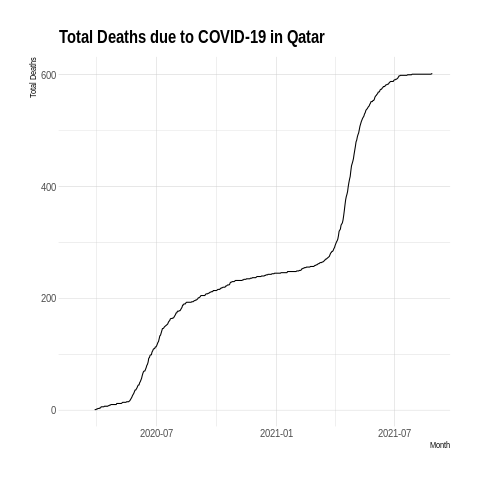 Total Deaths due to COVID-19 in Qatar
Total Deaths
600
400
200
0
2020-07
2021-01
2021-07
Month